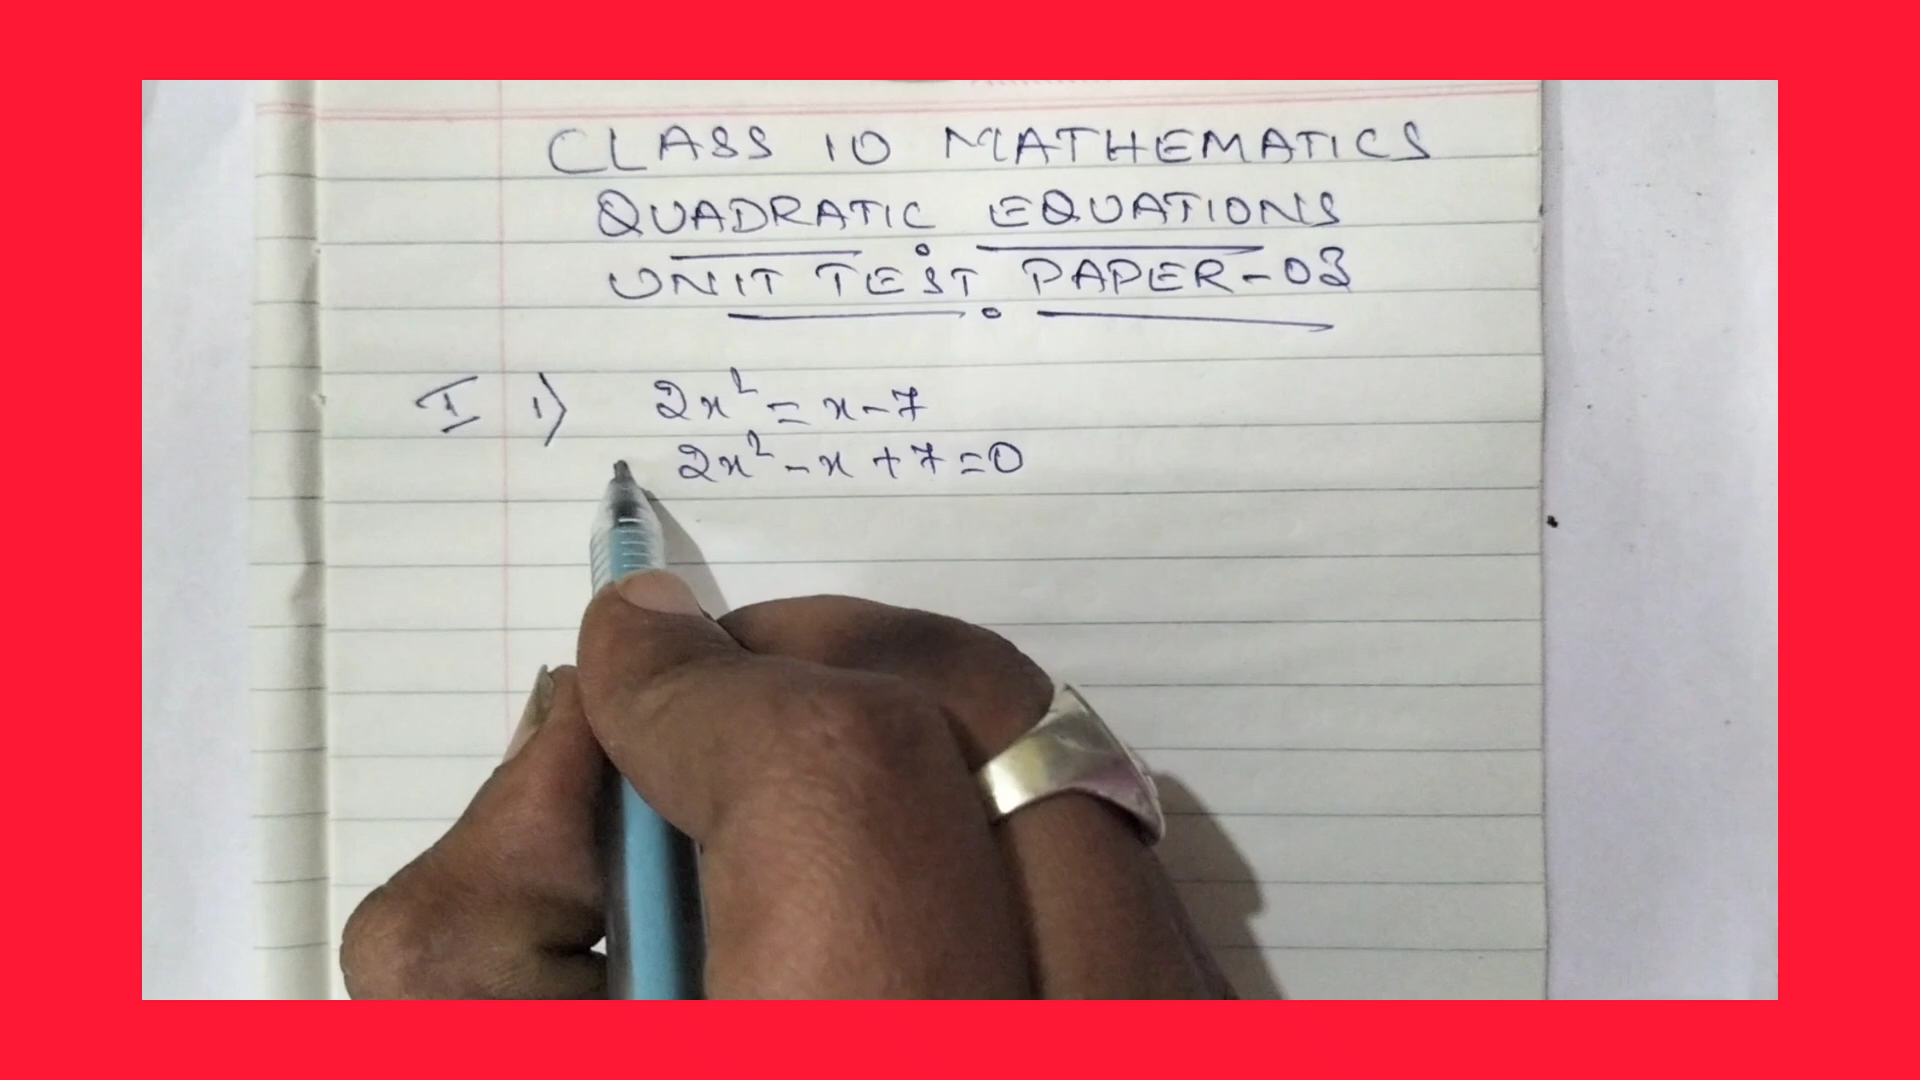 CLASS 10 MATHEMATICS
QUADRATIC EQUATIONS
UNIT TEST PAPER-03
I 1) 2x² = x-7
2x² - x + 7 = 0